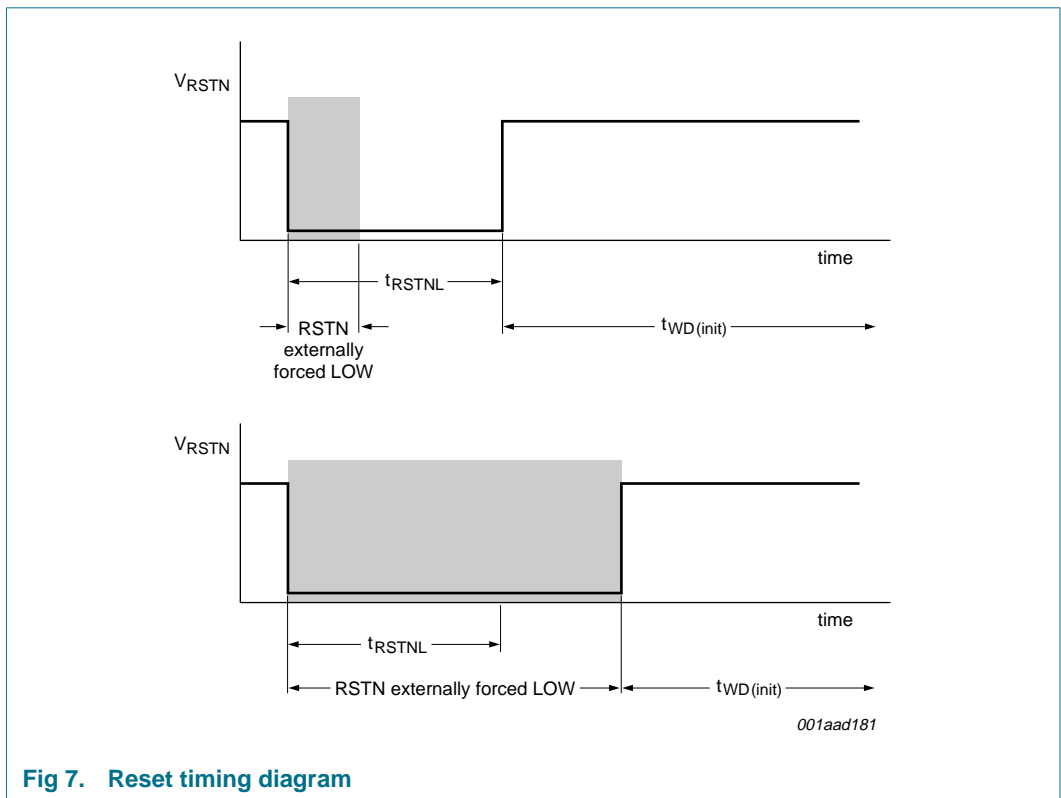 VRSTN
time
tRSTNL
RSTN
externally
forced LOW
tWD(init)
VRSTN
time
tRSTNL
RSTN externally forced LOW
tWD(init)
001aad181
Fig 7. Reset timing diagram